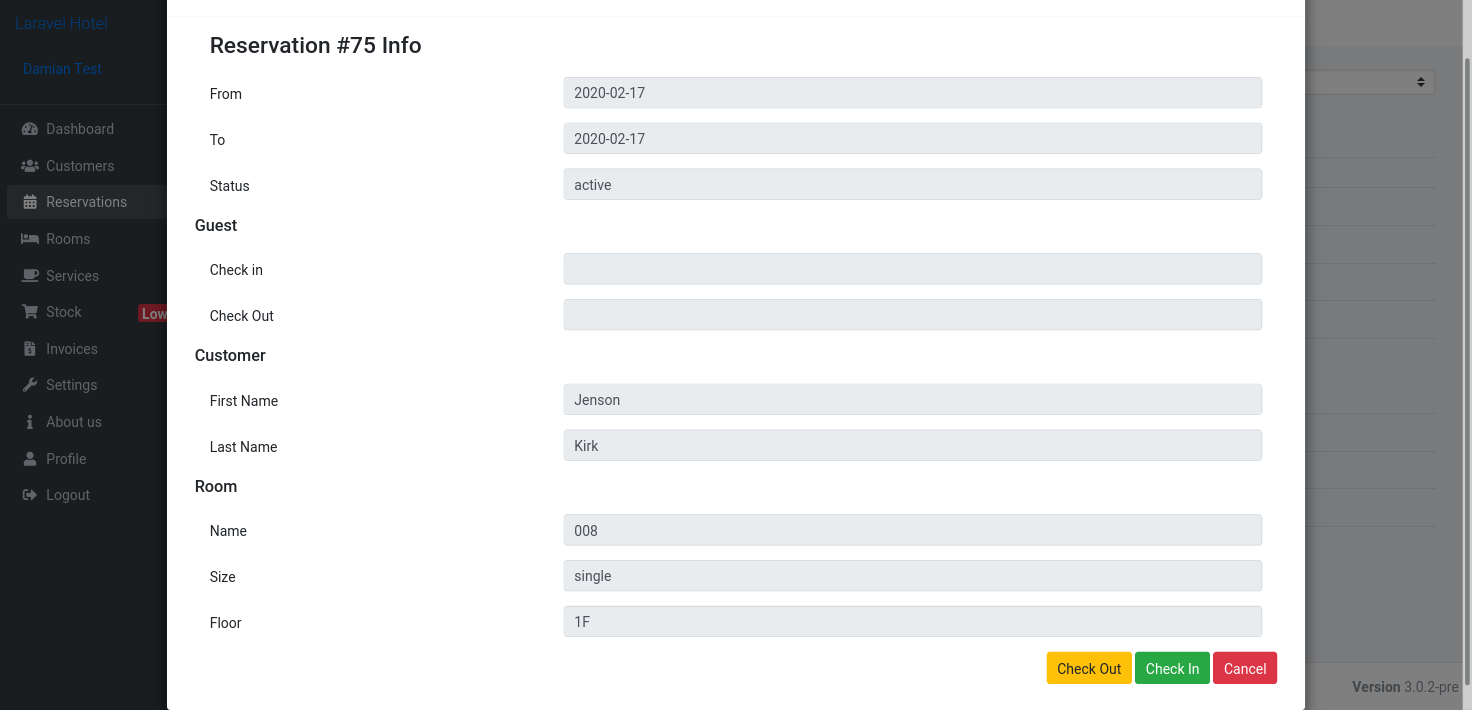 Laravel Hotel
Damian Test
Dashboard
Customers
Reservations
Rooms
Services
Stock Low
Invoices
Settings
About us
Profile
Logout
Reservation #75 Info
From 2020-02-17
To 2020-02-17
Status active
Guest
Check in
Check Out
Customer
First Name Jenson
Last Name Kirk
Room
Name 008
Size single
Floor 1F
Check Out Check In Cancel
Version 3.0.2-pre